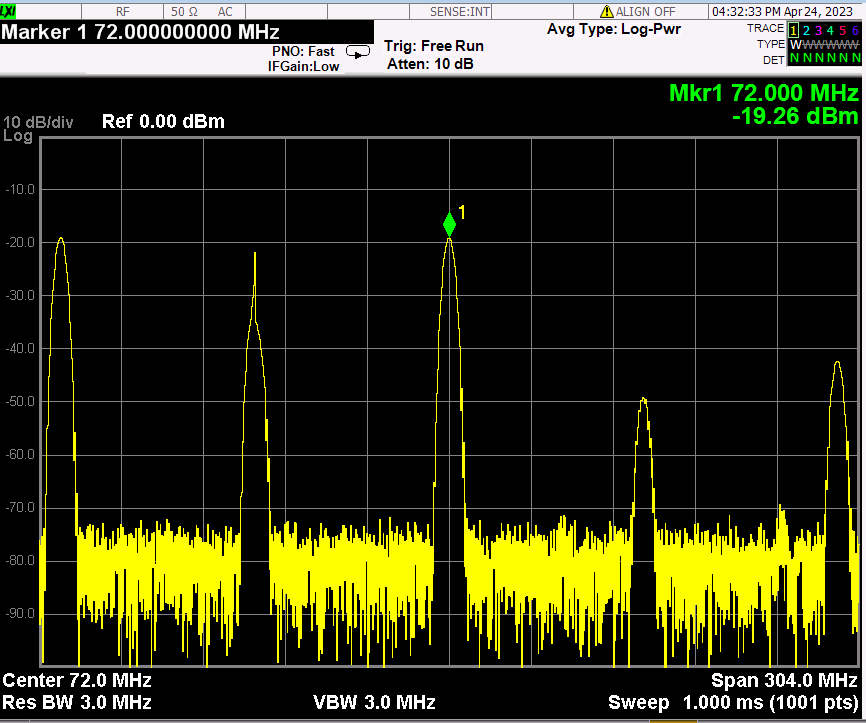 LXI RF 50 Ω AC SENSE:INT ALIGN OFF 04:32:33 PM Apr 24, 2023
Marker 1 72.000000000 MHz
PNO: Fast
IFGain:Low
Trig: Free Run
Atten: 10 dB
Avg Type: Log-Pwr
TRACE 1 2 3 4 5 6
TYPE WWWWWWW
DET N N N N N N
Mkr1 72.000 MHz
-19.26 dBm
10 dB/div
Log
Ref 0.00 dBm
1
-10.0
-20.0
-30.0
-40.0
-50.0
-60.0
-70.0
-80.0
-90.0
Center 72.0 MHz
Span 304.0 MHz
Res BW 3.0 MHz
VBW 3.0 MHz
Sweep 1.000 ms (1001 pts)